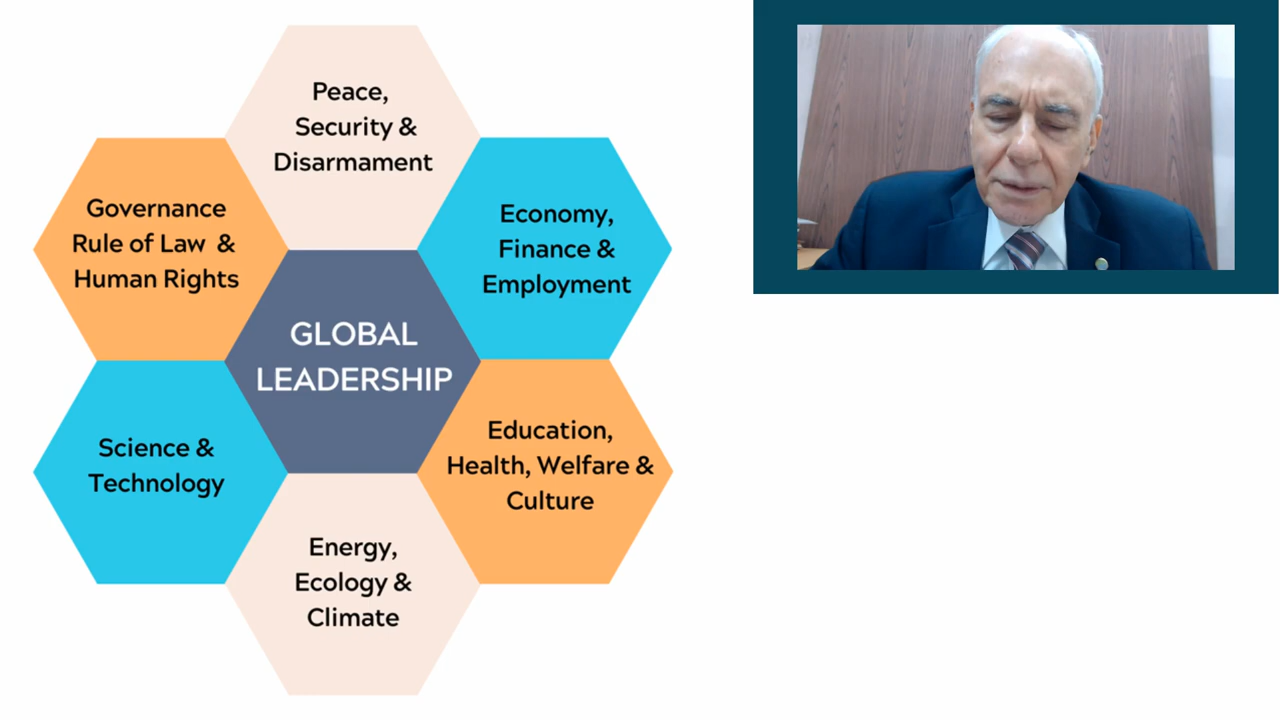 Peace,
Security &
Disarmament
Economy,
Finance &
Employment
Education,
Health, Welfare &
Culture
Energy,
Ecology &
Climate
Science &
Technology
Governance
Rule of Law &
Human Rights
GLOBAL
LEADERSHIP